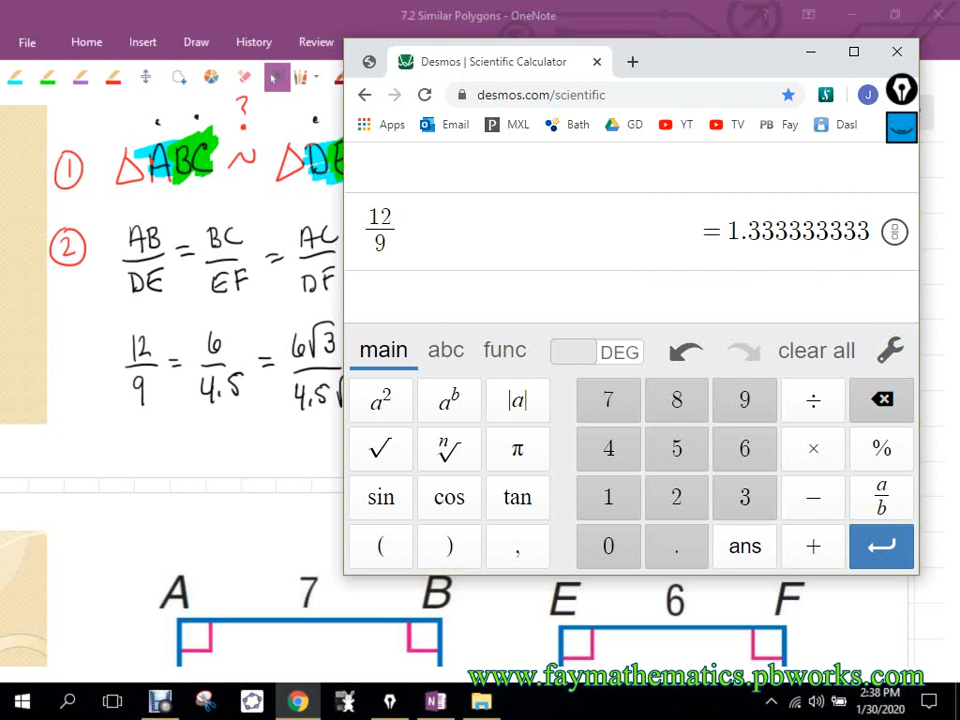 7.2 Similar Polygons - OneNote
File Home Insert Draw History Review
Desmos | Scientific Calculator
desmos.com/scientific
J
Apps Email MXL Bath GD YT TV PB Fay Dasl
?
① △ABC ~ △DE
12/9 = 1.333333333
② AB/DE = BC/EF = AC/DF
12/9 = 6/4.5 = 6√3/4.5√
main abc func DEG clear all
a² aᵇ |a| 7 8 9 ÷
√ ⁿ√ π 4 5 6 × %
sin cos tan 1 2 3 − a/b
( ) , 0 . ans +
A 7 B E 6 F
www.faymathematics.pbworks.com
2:38 PM
1/30/2020